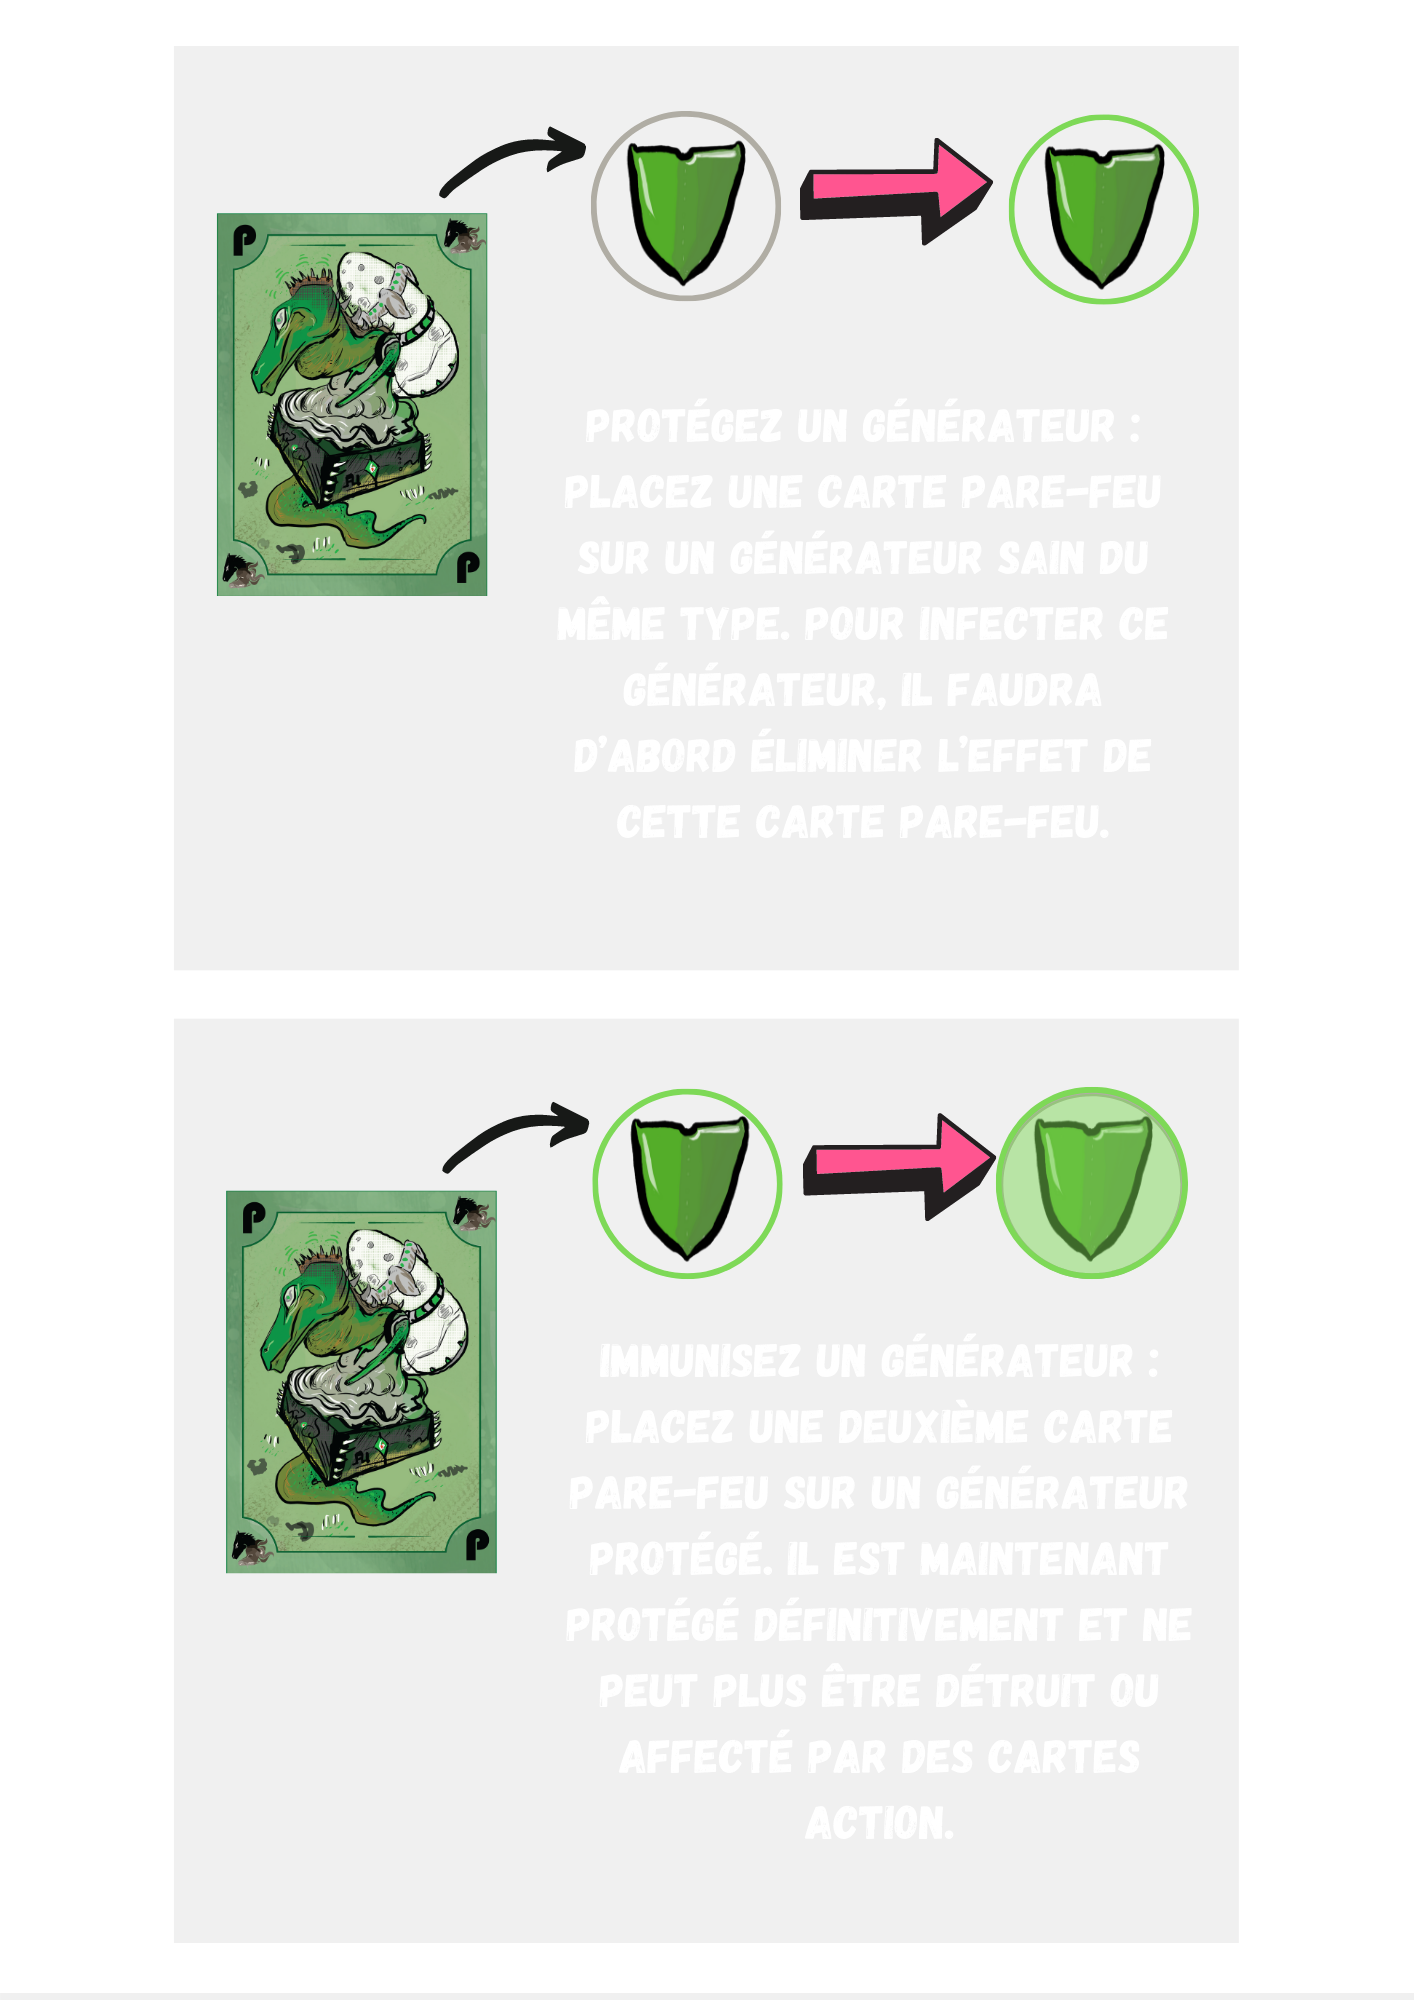 P
P
PROTÉGEZ UN GÉNÉRATEUR :
PLACEZ UNE CARTE PARE-FEU
SUR UN GÉNÉRATEUR SAIN DU
MÊME TYPE. POUR INFECTER CE
GÉNÉRATEUR, IL FAUDRA
D'ABORD ÉLIMINER L'EFFET DE
CETTE CARTE PARE-FEU.
P
P
IMMUNISEZ UN GÉNÉRATEUR :
PLACEZ UNE DEUXIÈME CARTE
PARE-FEU SUR UN GÉNÉRATEUR
PROTÉGÉ. IL EST MAINTENANT
PROTÉGÉ DÉFINITIVEMENT ET NE
PEUT PLUS ÊTRE DÉTRUIT OU
AFFECTÉ PAR DES CARTES
ACTION.